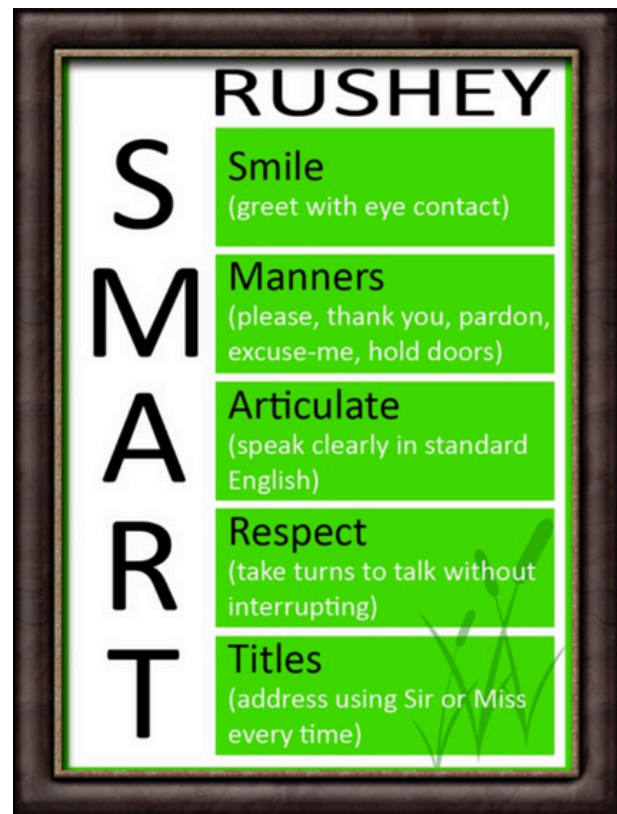 RUSHEY
S
Smile
(greet with eye contact)
M
Manners
(please, thank you, pardon,
excuse-me, hold doors)
A
Articulate
(speak clearly in standard
English)
R
Respect
(take turns to talk without
interrupting)
T
Titles
(address using Sir or Miss
every time)